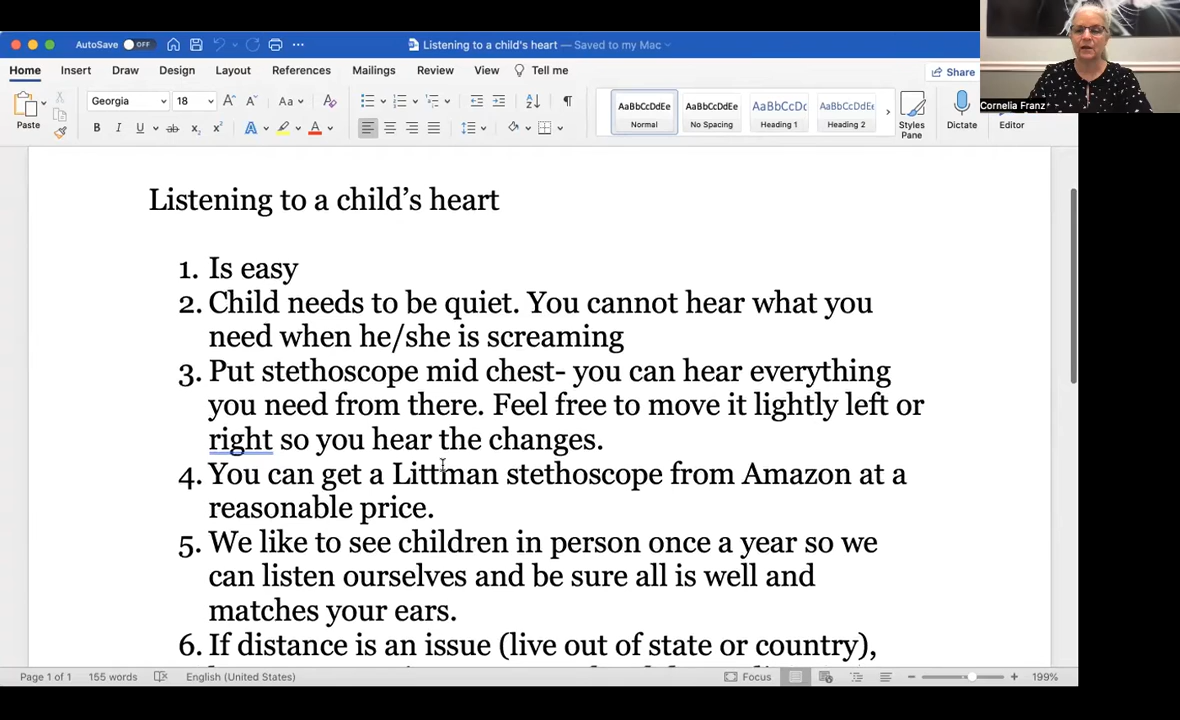 AutoSave OFF
Listening to a child's heart — Saved to my Mac
Home Insert Draw Design Layout References Mailings Review View Tell me
Share
Cornelia Franz
Paste
Georgia 18
Aa
AaBbCcDdEe AaBbCcDdEe AaBbCcDc AaBbCcDdEe
Normal No Spacing Heading 1 Heading 2
Styles Pane
Dictate
Editor
Listening to a child’s heart
1. Is easy
2. Child needs to be quiet. You cannot hear what you
need when he/she is screaming
3. Put stethoscope mid chest- you can hear everything
you need from there. Feel free to move it lightly left or
right so you hear the changes.
4. You can get a Littman stethoscope from Amazon at a
reasonable price.
5. We like to see children in person once a year so we
can listen ourselves and be sure all is well and
matches your ears.
6. If distance is an issue (live out of state or country),
Page 1 of 1 155 words English (United States) Focus 199%